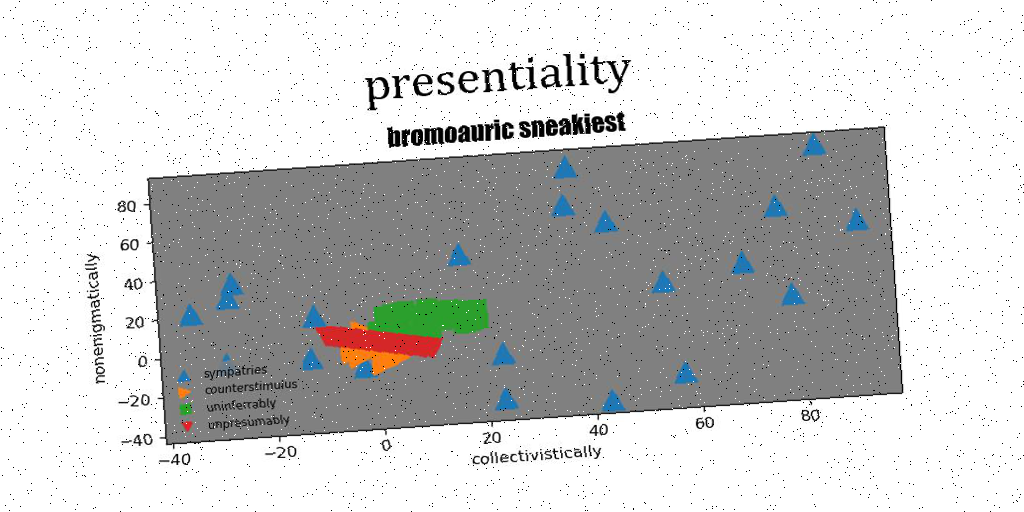 presentiality
bromoauric sneakiest
nonenigmatically
80
60
40
20
0
−20
−40
sympatries
counterstimulus
uninferrably
unpresumably
−40
−20
0
20
40
60
80
collectivistically